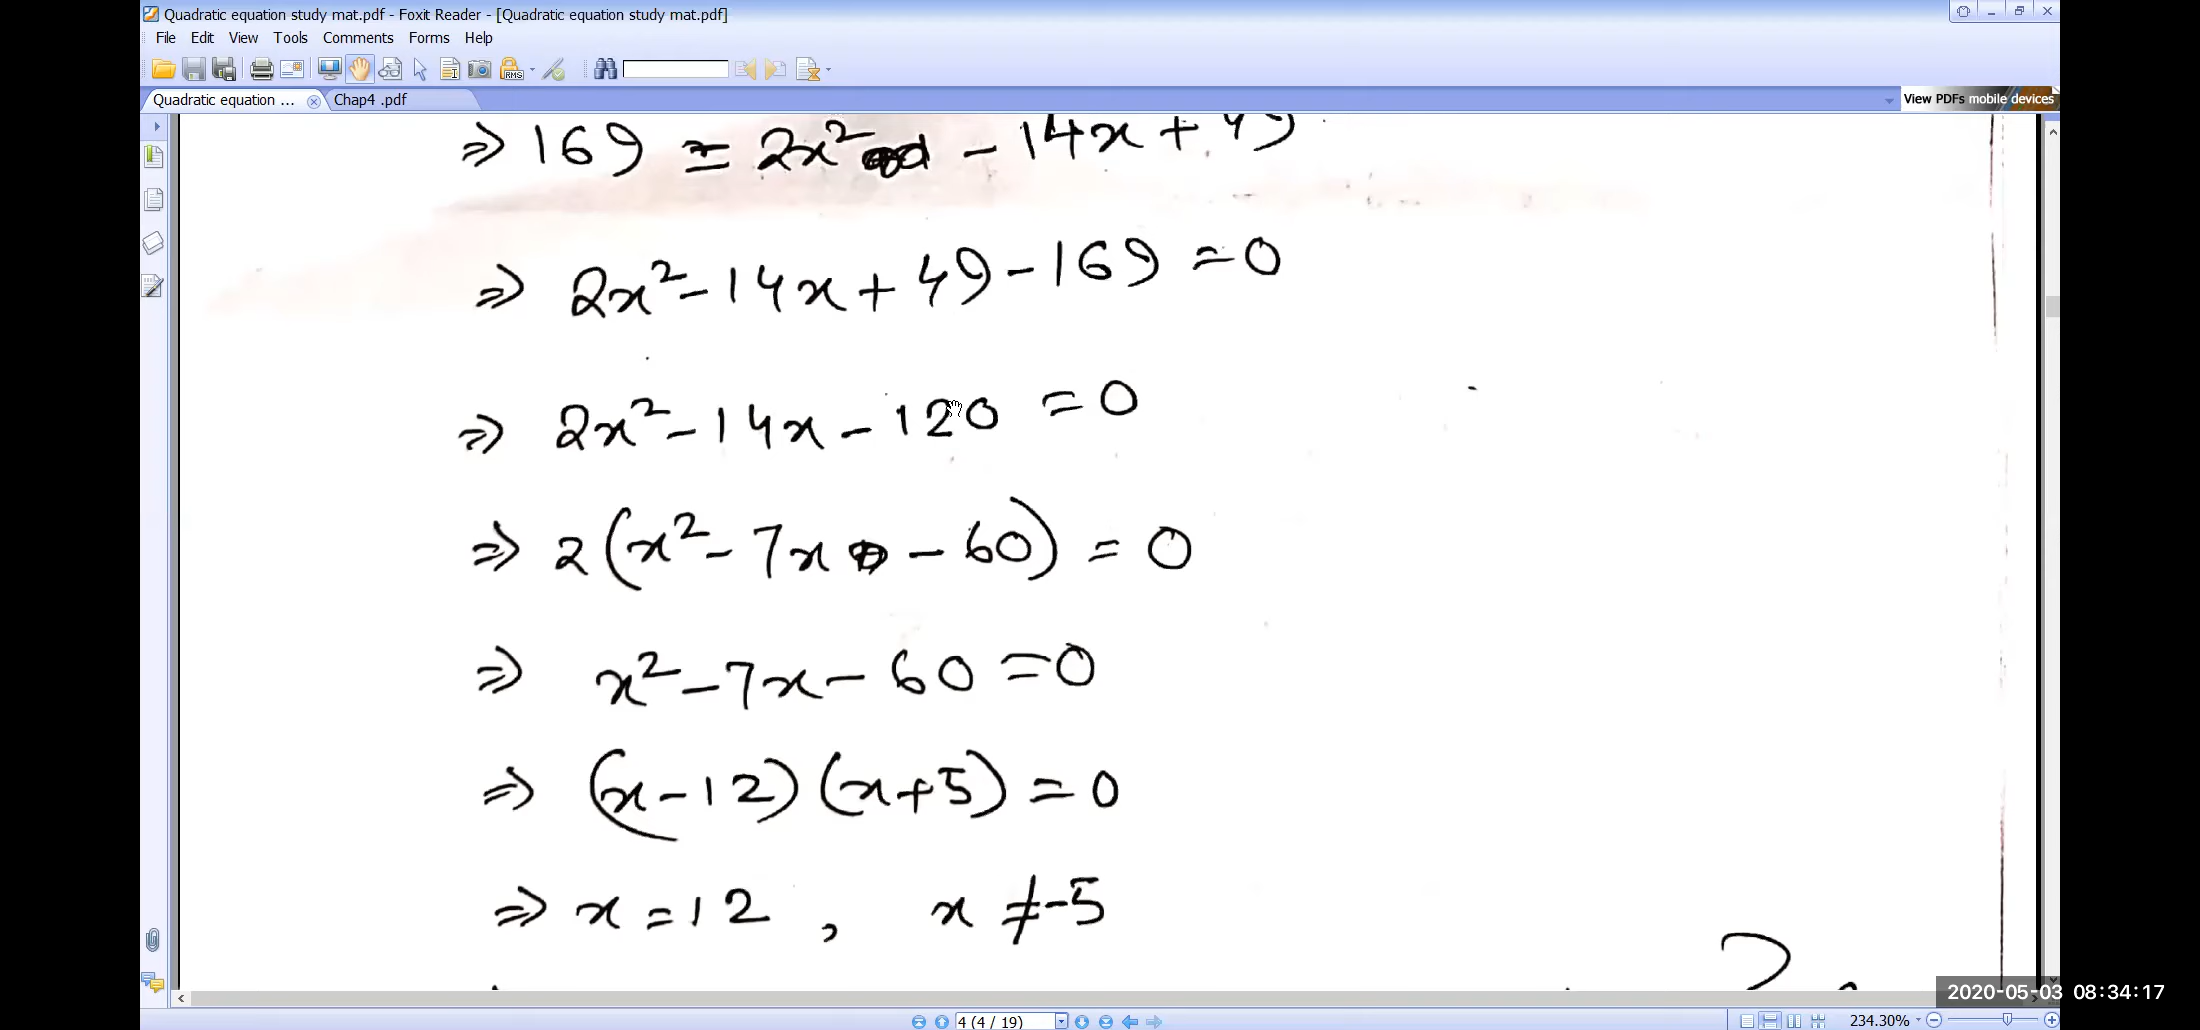 Quadratic equation study mat.pdf - Foxit Reader - [Quadratic equation study mat.pdf]
File Edit View Tools Comments Forms Help
RMS
Quadratic equation ... Chap4 .pdf
View PDFs mobile devices
⇒ 169 = 2x² - 14x + 49
⇒ 2x² - 14x + 49 - 169 = 0
⇒ 2x² - 14x - 120 = 0
⇒ 2(x² - 7x - 60) = 0
⇒ x² - 7x - 60 = 0
⇒ (x - 12)(x + 5) = 0
⇒ x = 12 , x ≠ -5
2020-05-03 08:34:17
4 (4 / 19)
234.30%